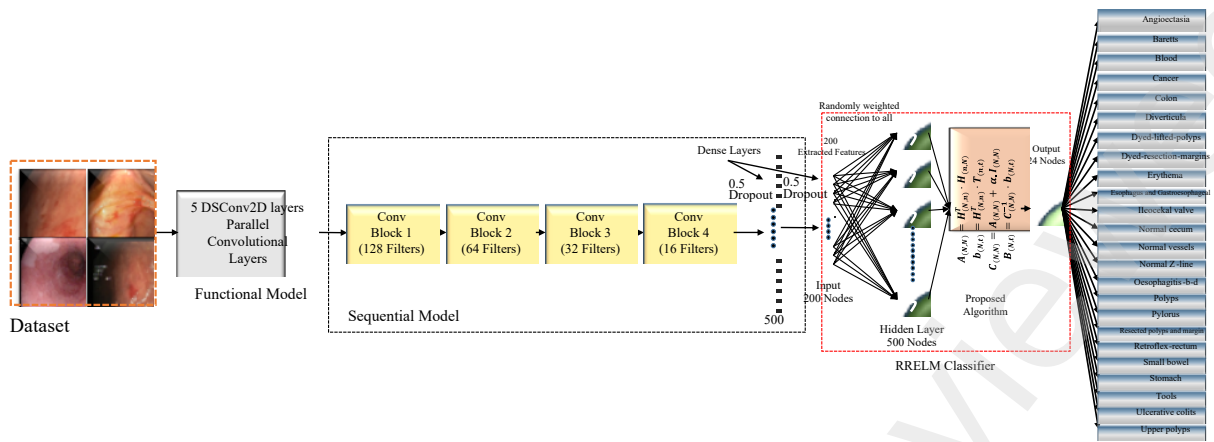 Dataset
5 DSConv2D layers
Parallel
Convolutional
Layers
Functional Model
Conv
Block 1
(128 Filters)
Conv
Block 2
(64 Filters)
Conv
Block 3
(32 Filters)
Conv
Block 4
(16 Filters)
Sequential Model
Dense Layers
0.5
Dropout
500
0.5
Dropout
Randomly weighted
connection to all
200
Extracted Features
Input
200 Nodes
Hidden Layer
500 Nodes
A(N,N) = H^T(N,n) · H(n,N)
b(N,t) = H^T(N,n) · T(n,t)
C(N,N) = A(N,N) + α.I(N,N)
B(N,t) = C^-1(N,N) · b(N,t)
Proposed
Algorithm
Output
24 Nodes
RRELM Classifier
Angioectasia
Baretts
Blood
Cancer
Colon
Diverticula
Dyed-lifted-polyps
Dyed-resection-margins
Erythema
Esophagus and Gastroesophageal
Ilcocckal valve
Normal cecum
Normal vessels
Normal Z-line
Oesophagitis-b-d
Polyps
Pylorus
Resected polyps and margin
Retroflex-rectum
Small bowel
Stomach
Tools
Ulcerative colits
Upper polyps